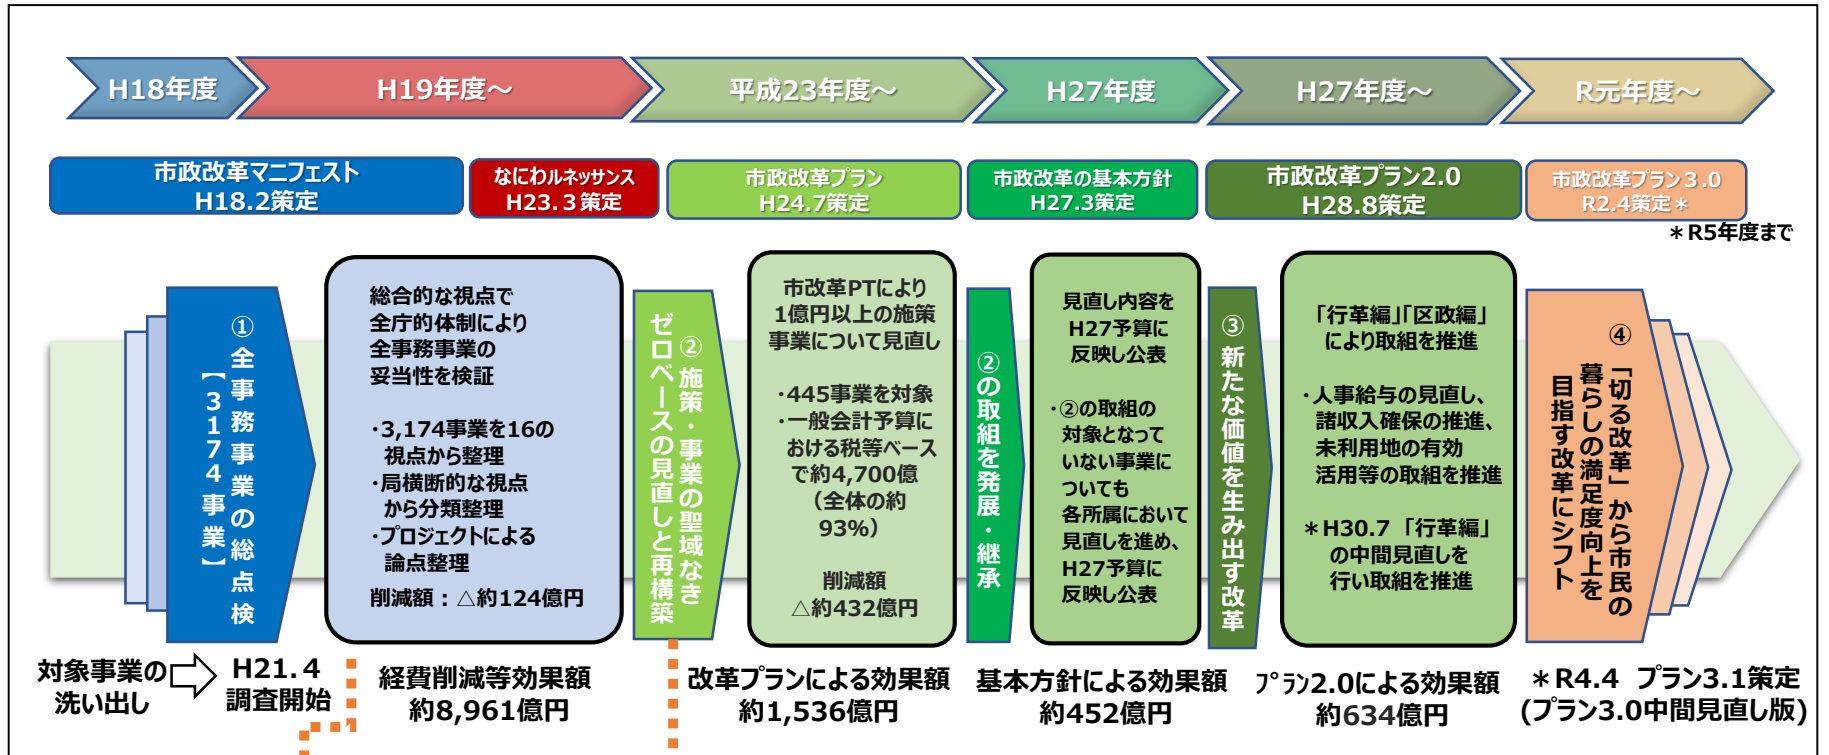 H18年度
H19年度～
平成23年度～
H27年度
H27年度～
R元年度～
市政改革マニフェスト
H18.2策定
なにわルネッサンス
H23.３策定
市政改革プラン
H24.7策定
市政改革の基本方針
H27.3策定
市政改革プラン2.0
H28.8策定
市政改革プラン３.0
R2.4策定＊
＊R5年度まで
①全事務事業の総点検
【3174事業】
総合的な視点で
全庁的体制により
全事務事業の
妥当性を検証
・3,174事業を16の
視点から整理
・局横断的な視点
から分類整理
・プロジェクトによる
論点整理
削減額：△約124億円
②施策・事業の聖域なき
ゼロベースの見直しと再構築
市改革PTにより
1億円以上の施策
事業について見直し
・445事業を対象
・一般会計予算に
おける税等ベース
で約4,700億
（全体の約
93%）
削減額
△約432億円
②の取組を発展・継承
見直し内容を
H27予算に
反映し公表
・②の取組の
対象となって
いない事業に
ついても
各所属において
見直しを進め、
H27予算に
反映し公表
③新たな価値を生み出す改革
「行革編」「区政編」
により取組を推進
・人事給与の見直し、
諸収入確保の推進、
未利用地の有効
活用等の取組を推進
＊H30.7 「行革編」
の中間見直しを
行い取組を推進
④「切る改革」から市民の
暮らしの満足度向上を
目指す改革にシフト
対象事業の
洗い出し
H21.４
調査開始
経費削減等効果額
約8,961億円
改革プランによる効果額
約1,536億円
基本方針による効果額
約452億円
プラン2.0による効果額
約634億円
＊R4.4 プラン3.1策定
(プラン3.0中間見直し版)